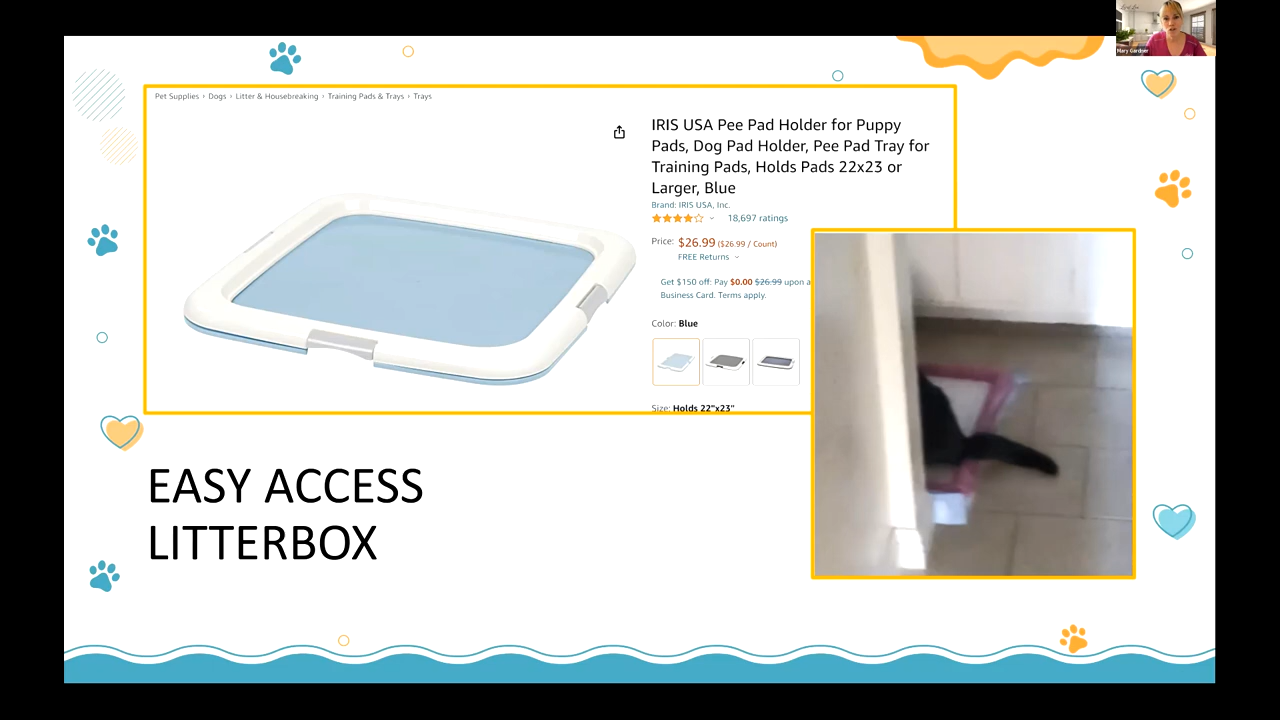 Mary Gardner
Pet Supplies › Dogs › Litter & Housebreaking › Training Pads & Trays › Trays
IRIS USA Pee Pad Holder for Puppy
Pads, Dog Pad Holder, Pee Pad Tray for
Training Pads, Holds Pads 22x23 or
Larger, Blue
Brand: IRIS USA, Inc.
18,697 ratings
Price: $26.99 ($26.99 / Count)
FREE Returns
Get $150 off: Pay $0.00 $26.99 upon a
Business Card. Terms apply.
Color: Blue
Size: Holds 22"x23"
EASY ACCESS
LITTERBOX